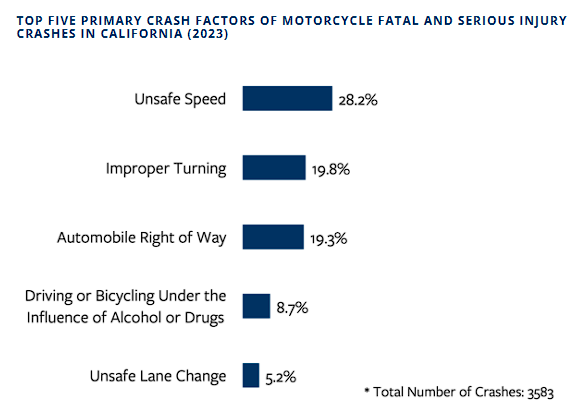 TOP FIVE PRIMARY CRASH FACTORS OF MOTORCYCLE FATAL AND SERIOUS INJURY
CRASHES IN CALIFORNIA (2023)
Unsafe Speed 28.2%
Improper Turning 19.8%
Automobile Right of Way 19.3%
Driving or Bicycling Under the
Influence of Alcohol or Drugs 8.7%
Unsafe Lane Change 5.2%
* Total Number of Crashes: 3583